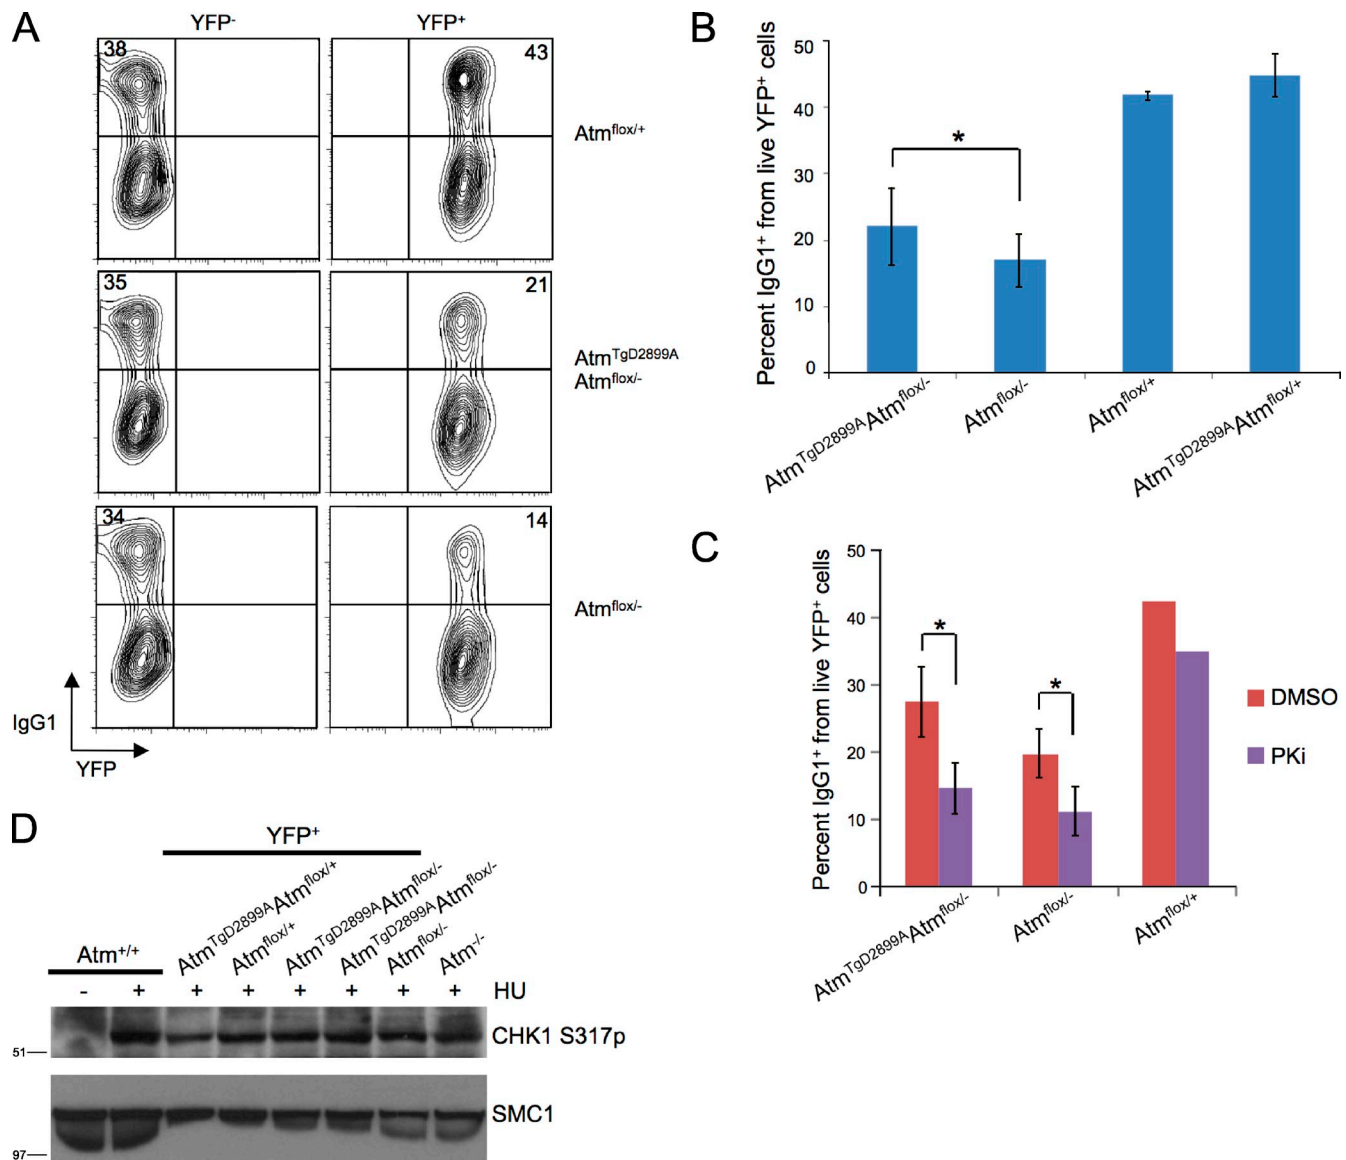 A
YFP-
YFP+
38
43
Atmflox/+
35
21
AtmTgD2899A
Atmflox/-
34
14
Atmflox/-
IgG1
YFP
B
Percent IgG1+ from live YFP+ cells
50
40
30
20
10
0
*
AtmTgD2899AAtmflox/-
Atmflox/-
Atmflox/+
AtmTgD2899AAtmflox/+
C
Percent IgG1+ from live YFP+ cells
50
40
30
20
10
0
*
*
DMSO
PKi
AtmTgD2899AAtmflox/-
Atmflox/-
Atmflox/+
D
YFP+
Atm+/+
AtmTgD2899AAtmflox/+
Atmflox/+
AtmTgD2899AAtmflox/-
AtmTgD2899AAtmflox/-
Atmflox/-
Atm-/-
- + + + + + + + HU
CHK1 S317p
51
SMC1
97